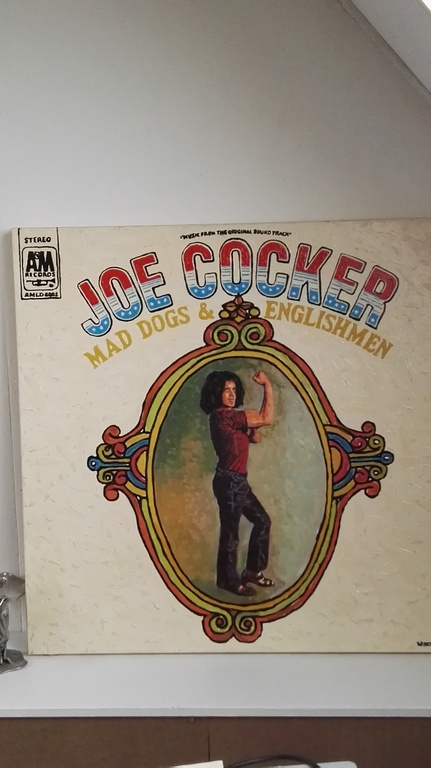 "MUSIC FROM THE ORIGINAL SOUND TRACK"
STEREO
A&M
RECORDS
AMLD 6002
JOE COCKER
MAD DOGS & ENGLISHMEN